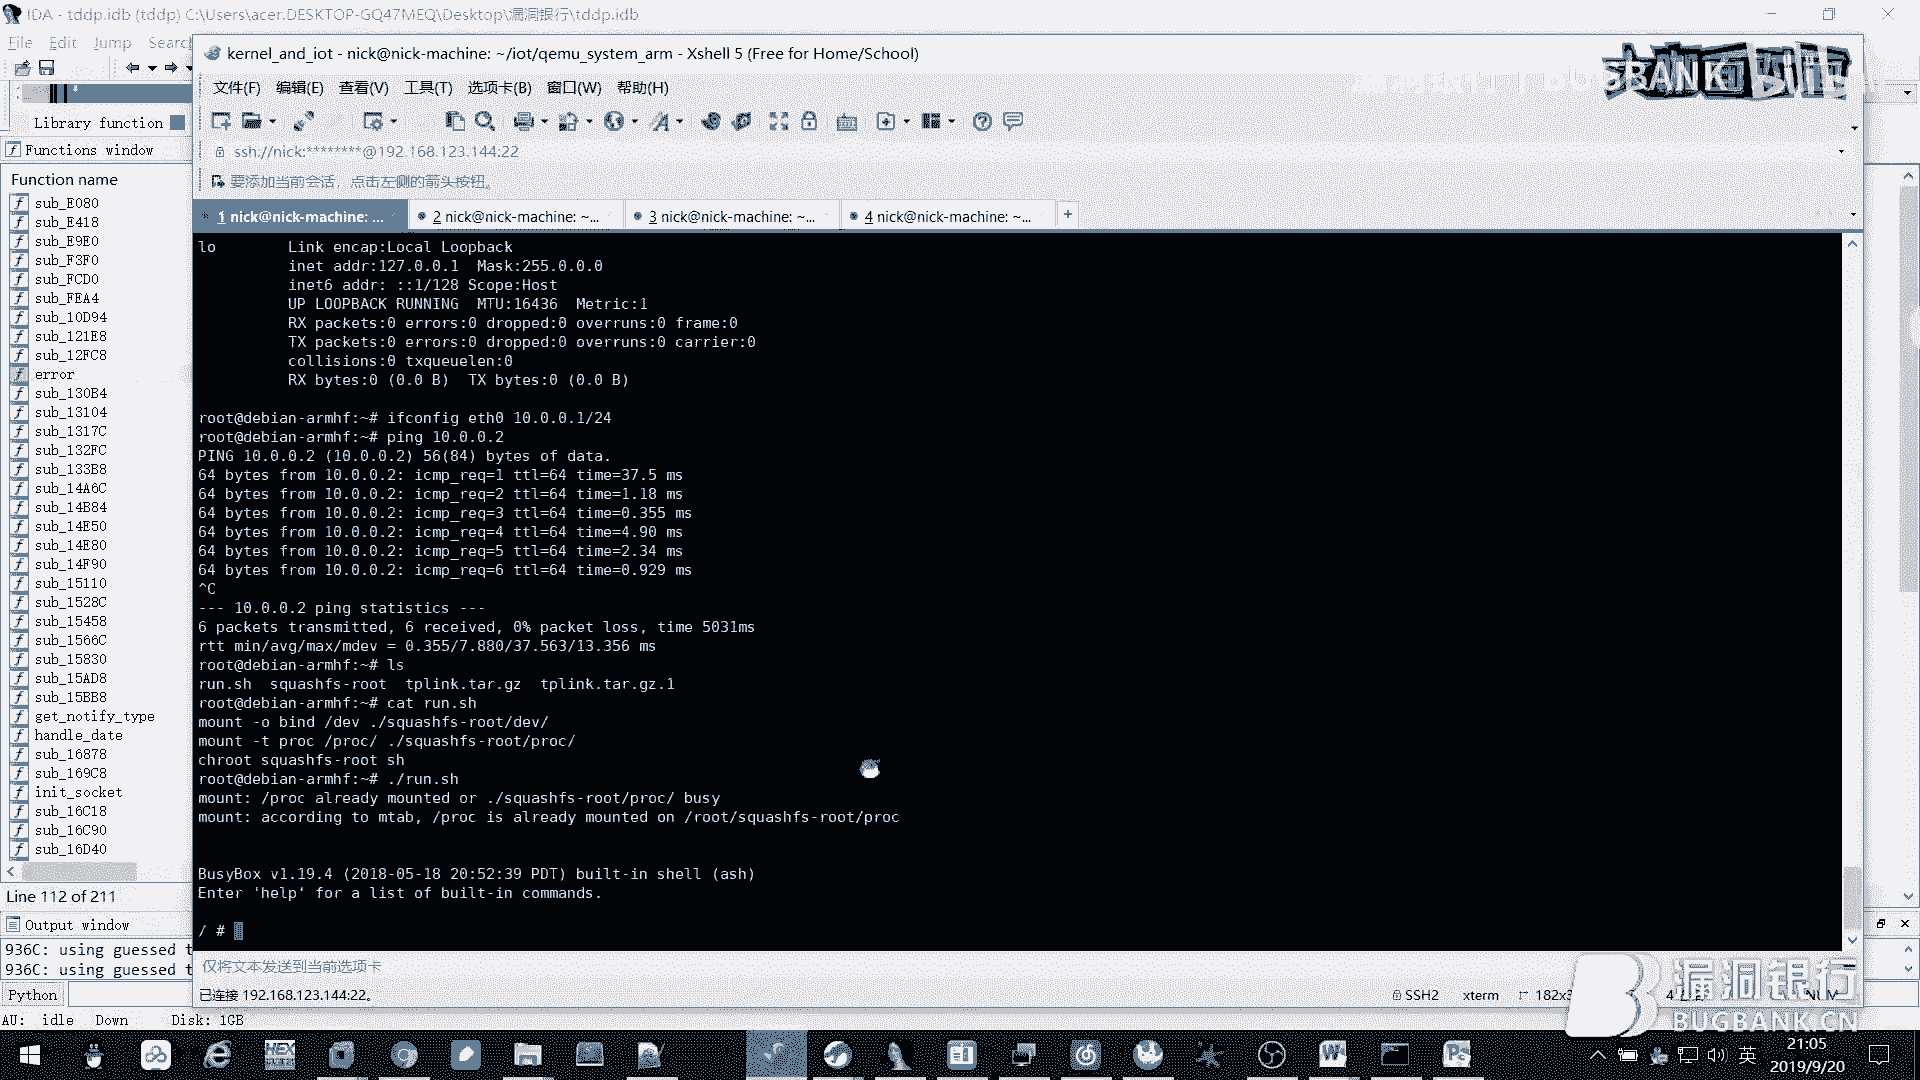 IDA - tddp.idb (tddp) C:\Users\acer.DESKTOP-GQ47MEQ\Desktop\漏洞银行\tddp.idb
File Edit Jump Searc
Library function
Functions window
Function name
sub_E080
sub_E418
sub_E9E0
sub_F3F0
sub_FCD0
sub_FEA4
sub_10D94
sub_121E8
sub_12FC8
error
sub_130B4
sub_13104
sub_1317C
sub_132FC
sub_133B8
sub_14A6C
sub_14B84
sub_14E50
sub_14E80
sub_14F90
sub_15110
sub_1528C
sub_15458
sub_1566C
sub_15830
sub_15AD8
sub_15BB8
get_notify_type
handle_date
sub_16878
sub_169C8
init_socket
sub_16C18
sub_16C90
sub_16D40
Line 112 of 211
Output window
936C: using guessed t
936C: using guessed t
Python
AU: idle Down Disk: 1GB
kernel_and_iot - nick@nick-machine: ~/iot/qemu_system_arm - Xshell 5 (Free for Home/School)
文件(F) 编辑(E) 查看(V) 工具(T) 选项卡(B) 窗口(W) 帮助(H)
ssh://nick:********@192.168.123.144:22
要添加当前会话，点击左侧的箭头按钮。
1 nick@nick-machine: ... 2 nick@nick-machine: ~... 3 nick@nick-machine: ~... 4 nick@nick-machine: ~... +
lo Link encap:Local Loopback
inet addr:127.0.0.1 Mask:255.0.0.0
inet6 addr: ::1/128 Scope:Host
UP LOOPBACK RUNNING MTU:16436 Metric:1
RX packets:0 errors:0 dropped:0 overruns:0 frame:0
TX packets:0 errors:0 dropped:0 overruns:0 carrier:0
collisions:0 txqueuelen:0
RX bytes:0 (0.0 B) TX bytes:0 (0.0 B)
root@debian-armhf:~# ifconfig eth0 10.0.0.1/24
root@debian-armhf:~# ping 10.0.0.2
PING 10.0.0.2 (10.0.0.2) 56(84) bytes of data.
64 bytes from 10.0.0.2: icmp_req=1 ttl=64 time=37.5 ms
64 bytes from 10.0.0.2: icmp_req=2 ttl=64 time=1.18 ms
64 bytes from 10.0.0.2: icmp_req=3 ttl=64 time=0.355 ms
64 bytes from 10.0.0.2: icmp_req=4 ttl=64 time=4.90 ms
64 bytes from 10.0.0.2: icmp_req=5 ttl=64 time=2.34 ms
64 bytes from 10.0.0.2: icmp_req=6 ttl=64 time=0.929 ms
^C
--- 10.0.0.2 ping statistics ---
6 packets transmitted, 6 received, 0% packet loss, time 5031ms
rtt min/avg/max/mdev = 0.355/7.880/37.563/13.356 ms
root@debian-armhf:~# ls
run.sh squashfs-root tplink.tar.gz tplink.tar.gz.1
root@debian-armhf:~# cat run.sh
mount -o bind /dev ./squashfs-root/dev/
mount -t proc /proc/ ./squashfs-root/proc/
chroot squashfs-root sh
root@debian-armhf:~# ./run.sh
mount: /proc already mounted or ./squashfs-root/proc/ busy
mount: according to mtab, /proc is already mounted on /root/squashfs-root/proc
BusyBox v1.19.4 (2018-05-18 20:52:39 PDT) built-in shell (ash)
Enter 'help' for a list of built-in commands.
/ #
仅将文本发送到当前选项卡
已连接 192.168.123.144:22。
SSH2 xterm 182x3
漏洞银行
BUGBANK.CN
英
21:05
2019/9/20